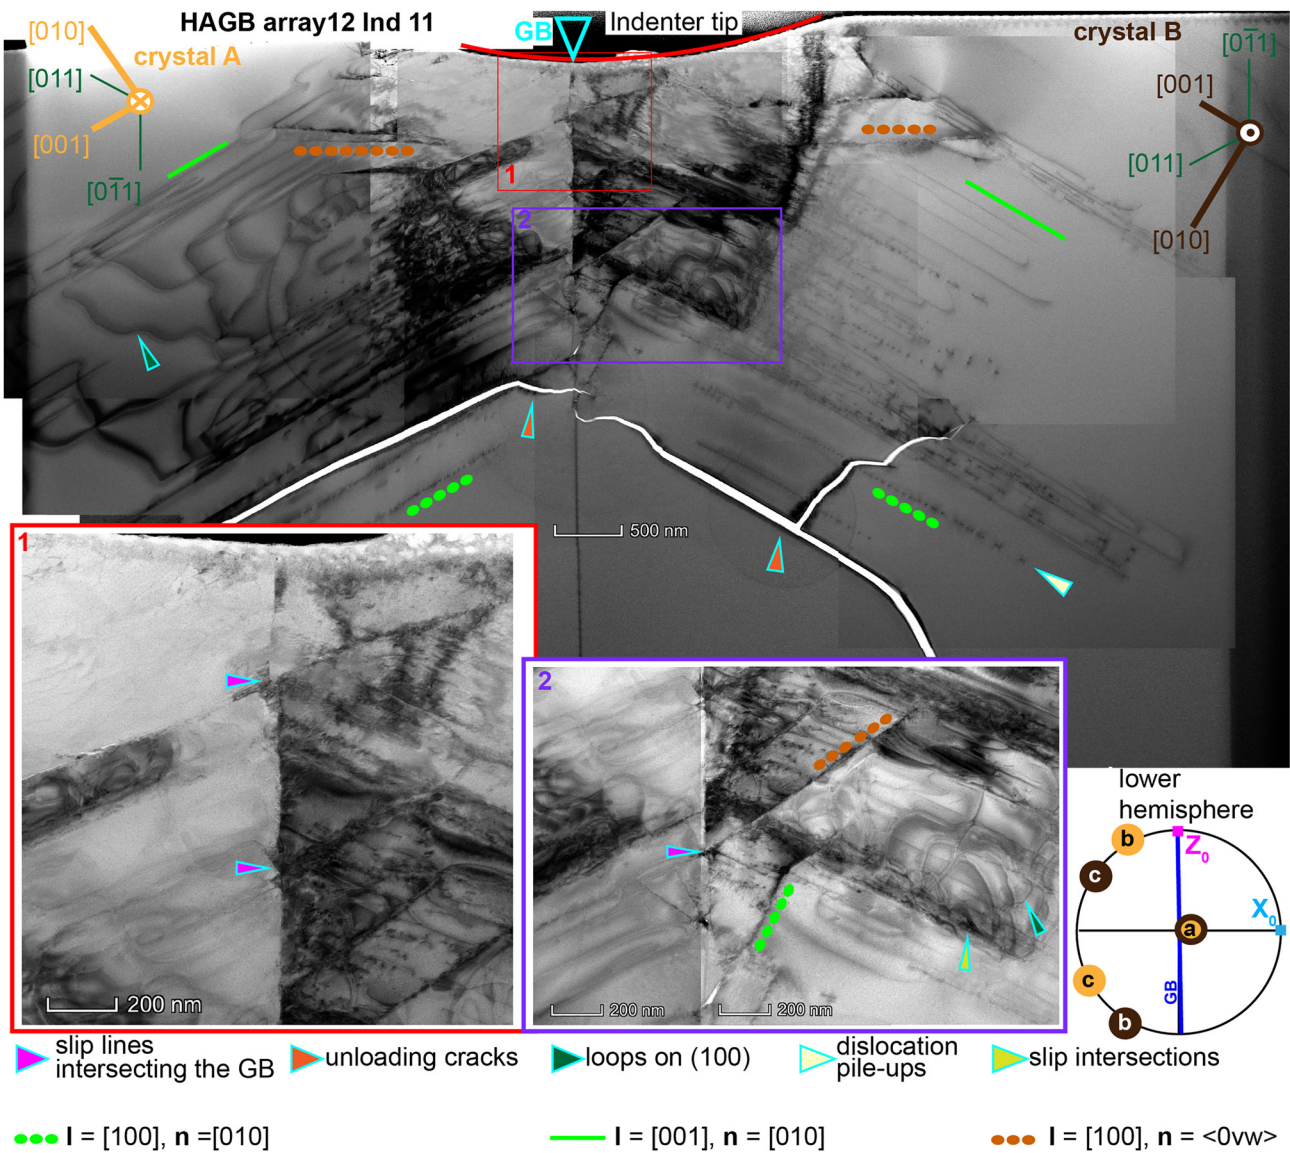 HAGB array12 Ind 11
GB
Indenter tip
crystal B
[010]
crystal A
[011]
[001]
[01̅1]
[01̅1]
[001]
[011]
[010]
1
2
500 nm
1
200 nm
2
200 nm
200 nm
lower
hemisphere
b
Z0
c
X0
a
c
GB
b
slip lines
intersecting the GB
unloading cracks
loops on (100)
dislocation
pile-ups
slip intersections
l = [100], n =[010]
l = [001], n = [010]
l = [100], n = <0vw>